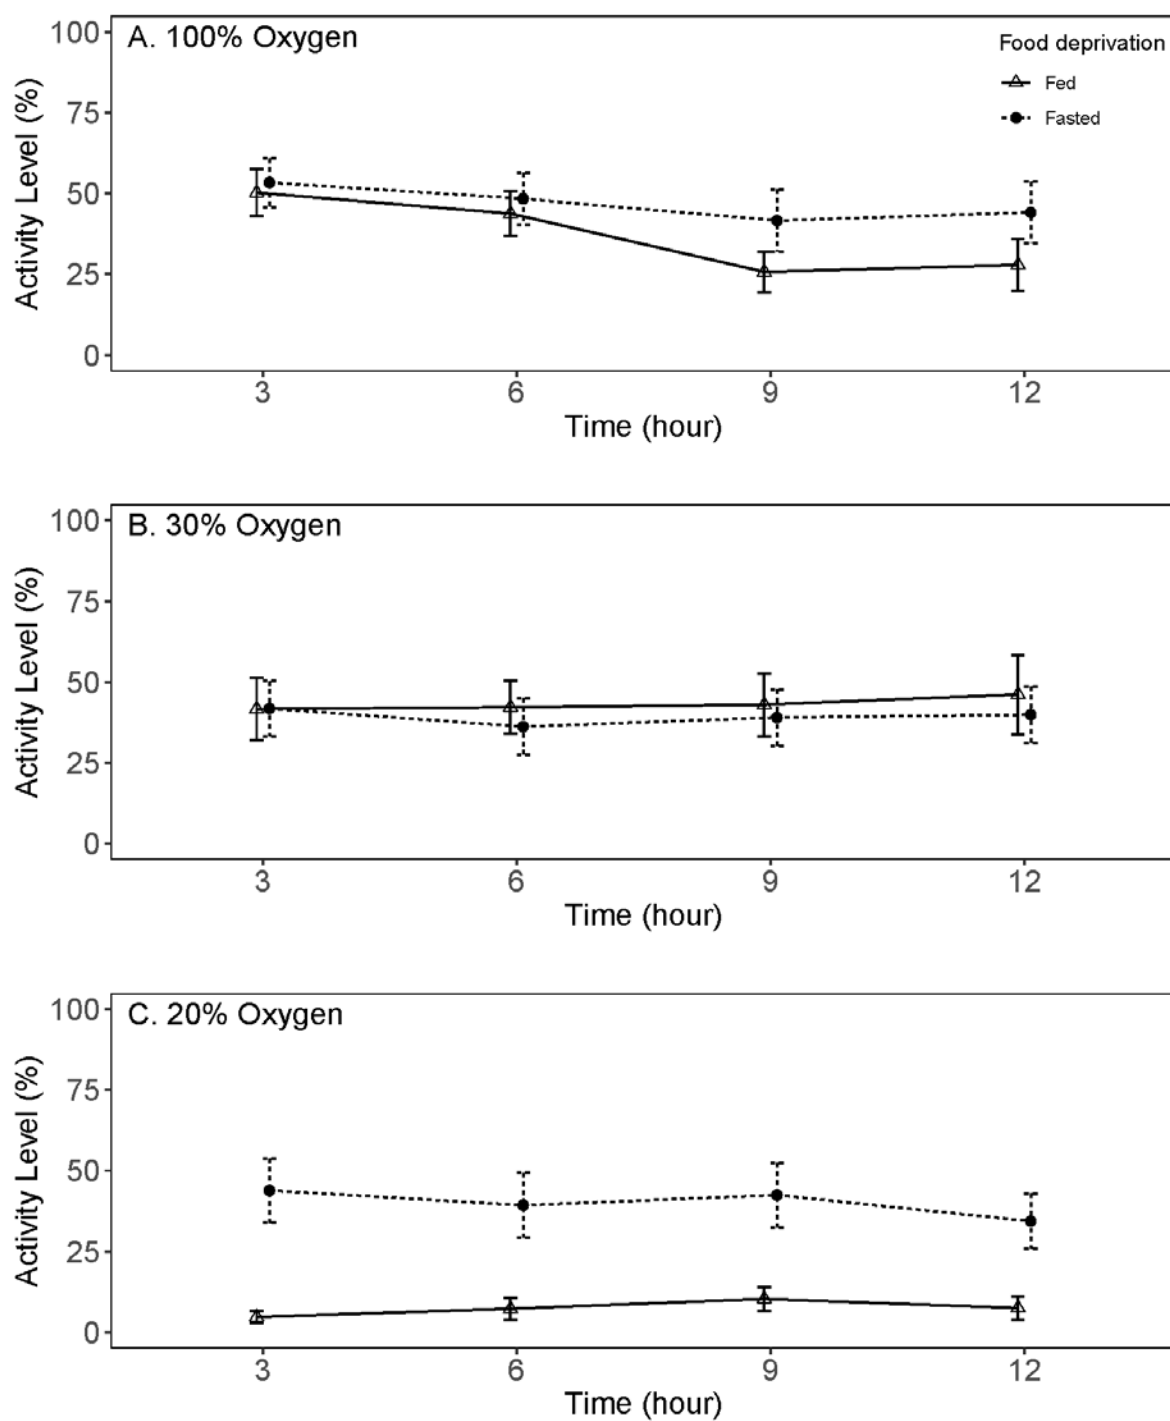 A. 100% Oxygen
Food deprivation
Fed
Fasted
100
75
50
25
0
Activity Level (%)
3 6 9 12
Time (hour)
B. 30% Oxygen
100
75
50
25
0
Activity Level (%)
3 6 9 12
Time (hour)
C. 20% Oxygen
100
75
50
25
0
Activity Level (%)
3 6 9 12
Time (hour)